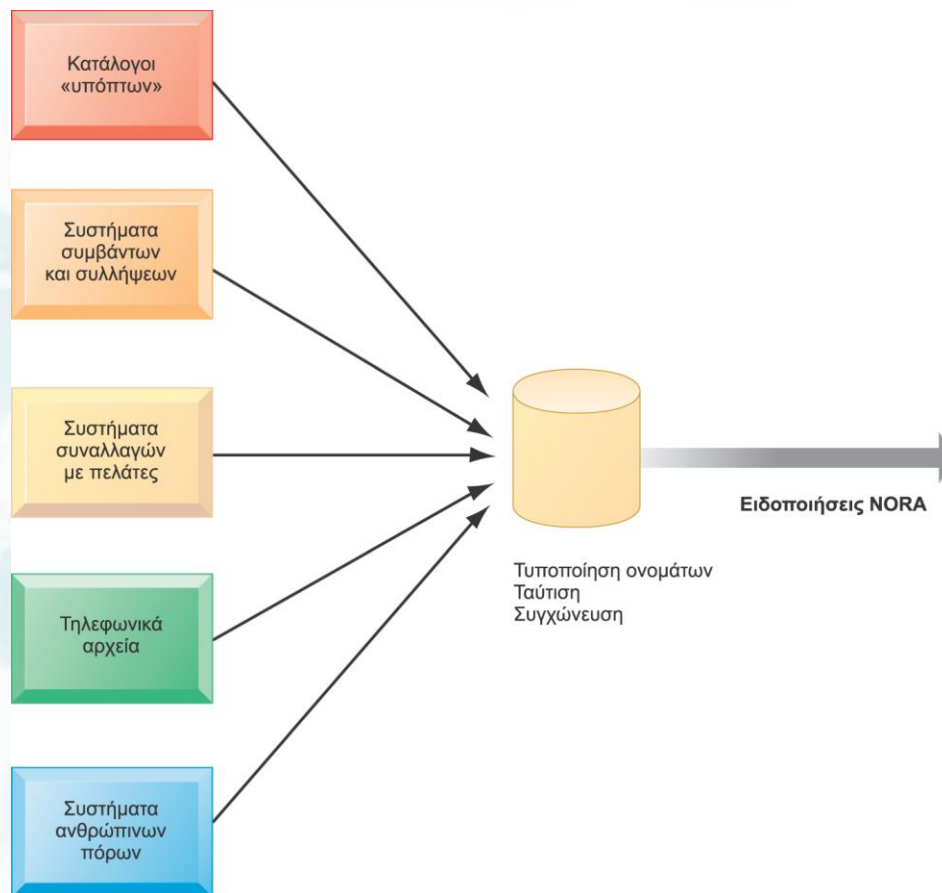 Κατάλογοι
«υπόπτων»
Συστήματα
συμβάντων
και συλλήψεων
Συστήματα
συναλλαγών
με πελάτες
Τηλεφωνικά
αρχεία
Συστήματα
ανθρώπινων
πόρων
Τυποποίηση ονομάτων
Ταύτιση
Συγχώνευση
Ειδοποιήσεις NORA